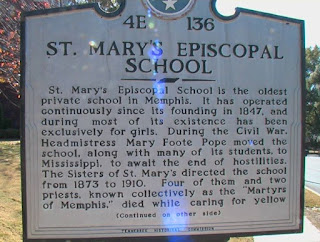 4E 136
ST. MARY'S EPISCOPAL
SCHOOL
St. Mary's Episcopal School is the oldest
private school in Memphis. It has operated
continuously since its founding in 1847, and
during most of its existence has been
exclusively for girls. During the Civil War,
Headmistress Mary Foote Pope moved the
school, along with many of its students, to
Mississippi, to await the end of hostilities.
The Sisters of St. Mary's directed the school
from 1873 to 1910. Four of them and two
priests, known collectively as the "Martyrs
of Memphis," died while caring for yellow
(Continued on other side)
TENNESSEE HISTORICAL COMMISSION